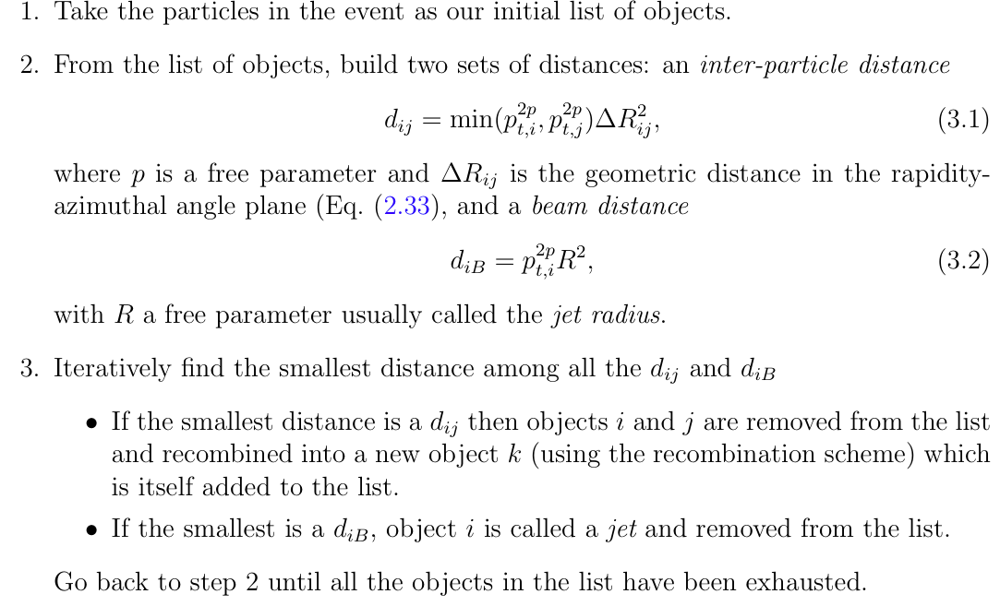 1. Take the particles in the event as our initial list of objects.
2. From the list of objects, build two sets of distances: an inter-particle distance
d_{ij} = min(p_{t,i}^{2p}, p_{t,j}^{2p})ΔR_{ij}^2, (3.1)
where p is a free parameter and ΔR_{ij} is the geometric distance in the rapidity-
azimuthal angle plane (Eq. (2.33), and a beam distance
d_{iB} = p_{t,i}^{2p}R^2, (3.2)
with R a free parameter usually called the jet radius.
3. Iteratively find the smallest distance among all the d_{ij} and d_{iB}
• If the smallest distance is a d_{ij} then objects i and j are removed from the list
and recombined into a new object k (using the recombination scheme) which
is itself added to the list.
• If the smallest is a d_{iB}, object i is called a jet and removed from the list.
Go back to step 2 until all the objects in the list have been exhausted.